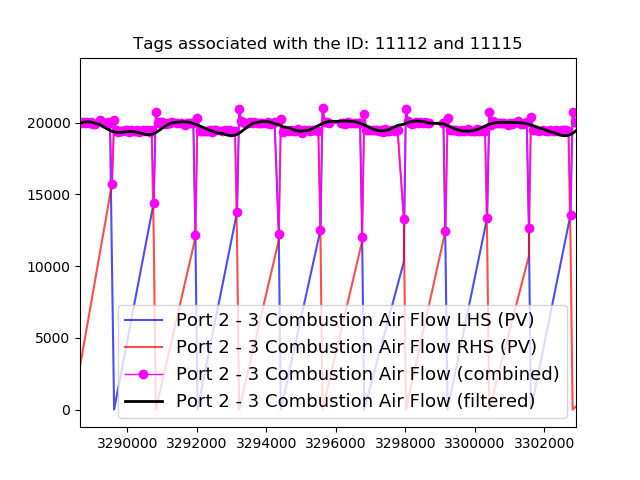 Tags associated with the ID: 11112 and 11115
20000
15000
10000
5000
0
Port 2 - 3 Combustion Air Flow LHS (PV)
Port 2 - 3 Combustion Air Flow RHS (PV)
Port 2 - 3 Combustion Air Flow (combined)
Port 2 - 3 Combustion Air Flow (filtered)
3290000 3292000 3294000 3296000 3298000 3300000 3302000